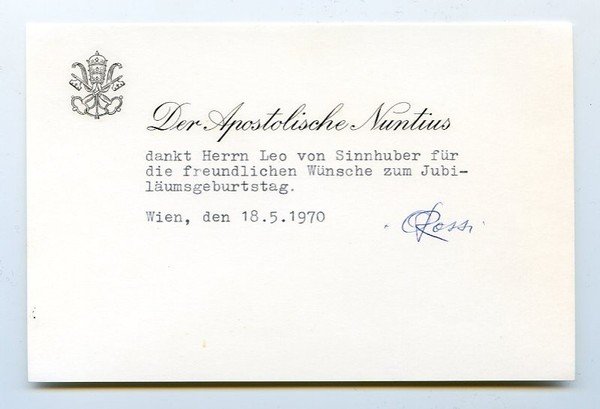 Der Apostolische Nuntius
dankt Herrn Leo von Sinnhuber für
die freundlichen Wünsche zum Jubi-
läumsgeburtstag.
Wien, den 18.5.1970
Rossi